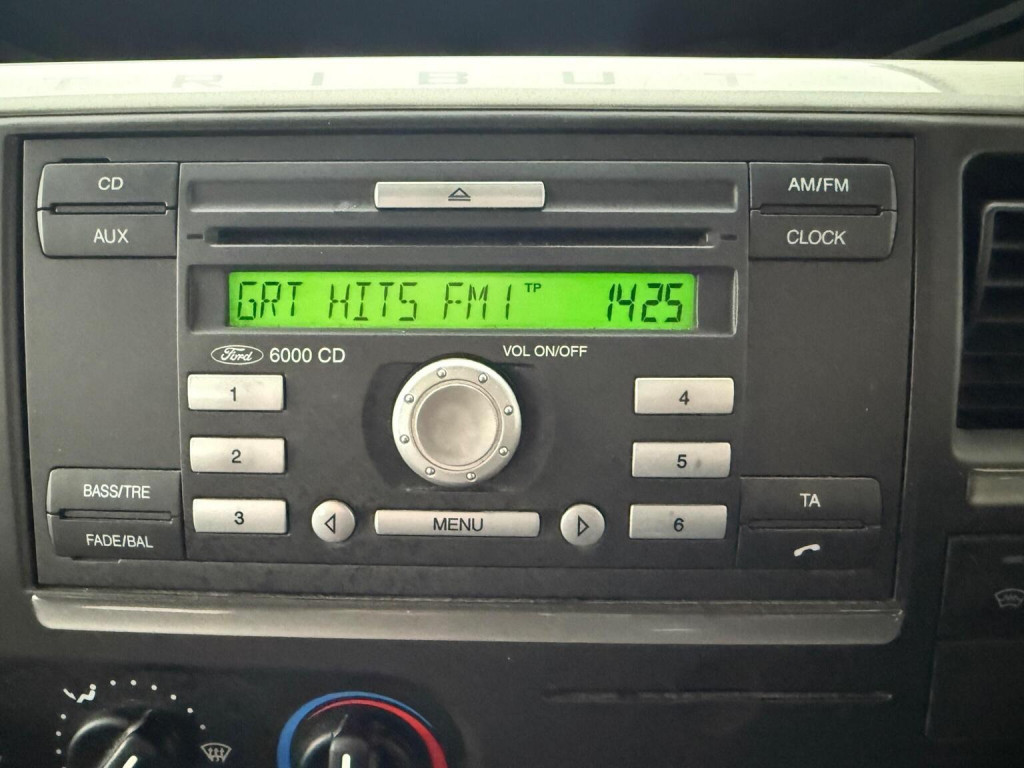 TRIBUT
CD
AM/FM
AUX
CLOCK
GRT HITS FM1 TP 1425
Ford 6000 CD
VOL ON/OFF
1
4
2
5
BASS/TRE
3
MENU
6
TA
FADE/BAL